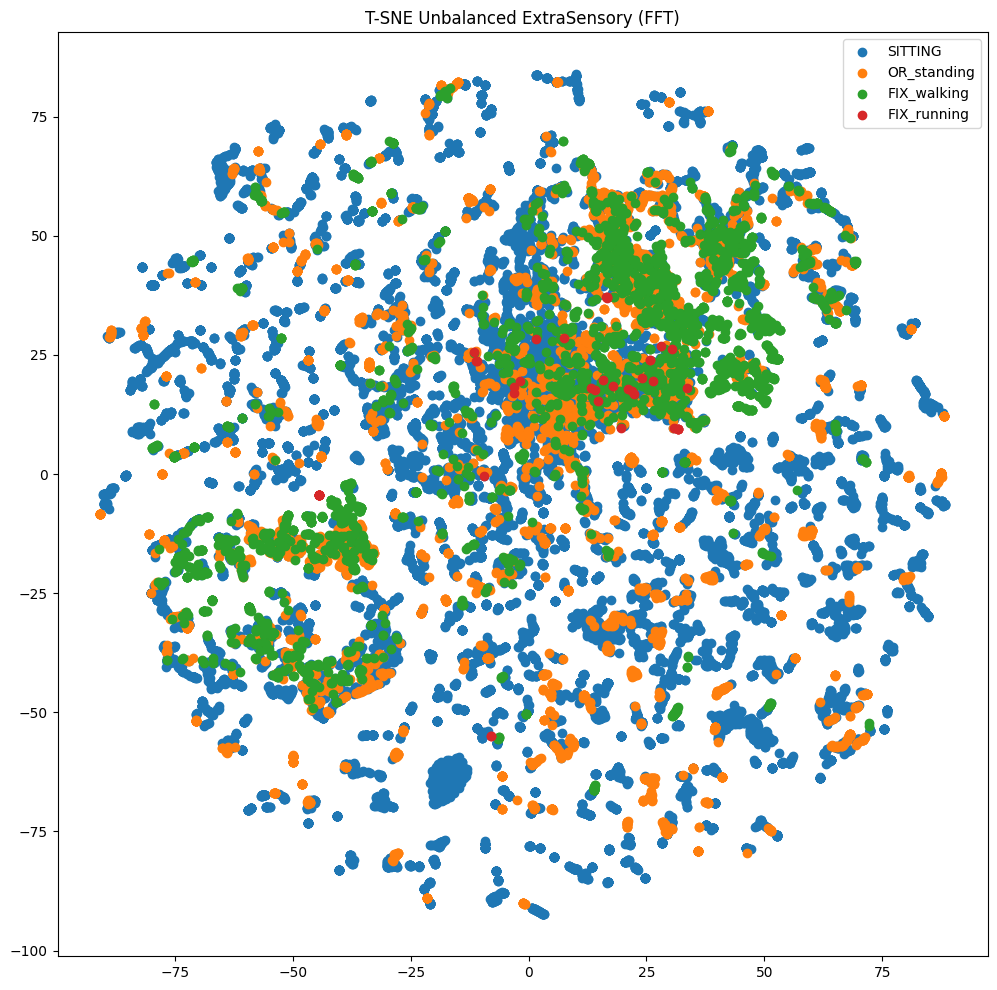 T-SNE Unbalanced ExtraSensory (FFT)
SITTING
OR_standing
FIX_walking
FIX_running
75
50
25
0
−25
−50
−75
−100
−75 −50 −25 0 25 50 75